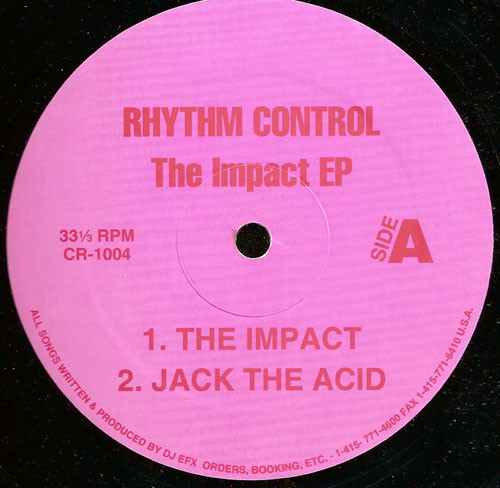 RHYTHM CONTROL
The Impact EP
33⅓ RPM
CR-1004
SIDE A
1. THE IMPACT
2. JACK THE ACID
ALL SONGS WRITTEN & PRODUCED BY DJ EFX ORDERS, BOOKING, ETC. - 1-415- 771-4600 FAX 1-415-771-6410 U.S.A.